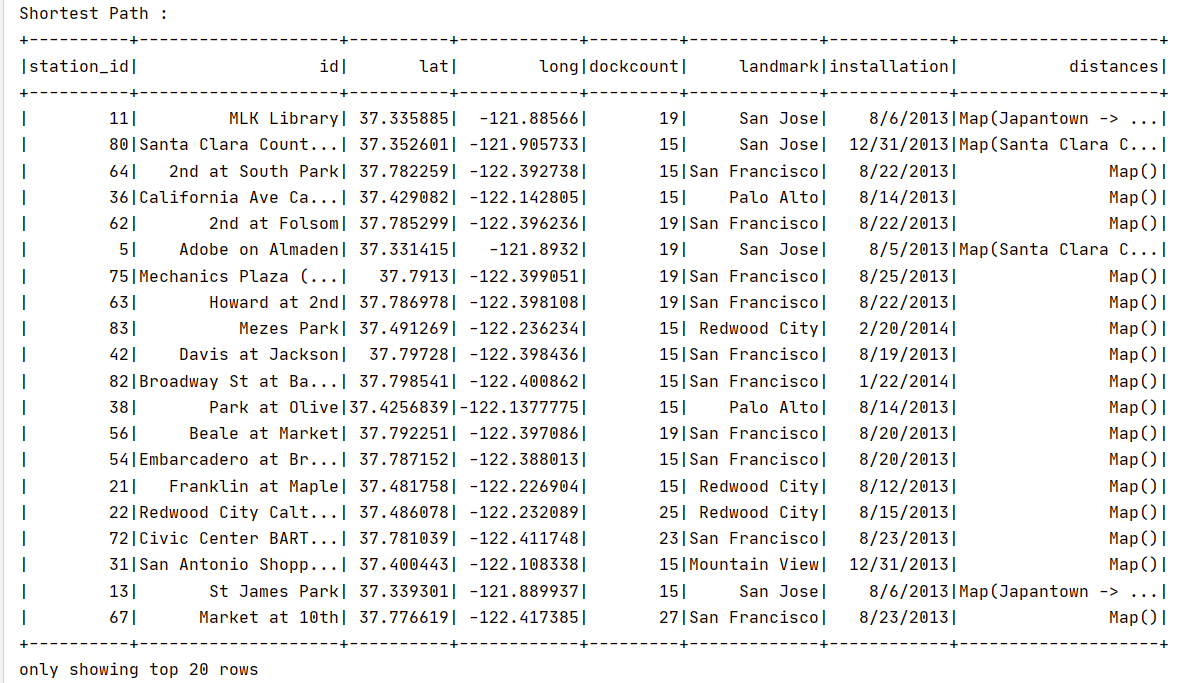 Shortest Path :
+----------+--------------------+----------+------------+---------+-------------+------------+--------------------+
|station_id|                  id|       lat|        long|dockcount|     landmark|installation|           distances|
+----------+--------------------+----------+------------+---------+-------------+------------+--------------------+
|        11|         MLK Library| 37.335885|  -121.88566|       19|     San Jose|    8/6/2013|Map(Japantown -> ...|
|        80|Santa Clara Count...| 37.352601| -121.905733|       15|     San Jose|  12/31/2013|Map(Santa Clara C...|
|        64|   2nd at South Park| 37.782259| -122.392738|       15|San Francisco|   8/22/2013|               Map()|
|        36|California Ave Ca...| 37.429082| -122.142805|       15|    Palo Alto|   8/14/2013|               Map()|
|        62|       2nd at Folsom| 37.785299| -122.396236|       19|San Francisco|   8/22/2013|               Map()|
|         5|    Adobe on Almaden| 37.331415|   -121.8932|       19|     San Jose|    8/5/2013|Map(Santa Clara C...|
|        75|Mechanics Plaza (...|   37.7913| -122.399051|       19|San Francisco|   8/25/2013|               Map()|
|        63|       Howard at 2nd| 37.786978| -122.398108|       19|San Francisco|   8/22/2013|               Map()|
|        83|          Mezes Park| 37.491269| -122.236234|       15| Redwood City|   2/20/2014|               Map()|
|        42|    Davis at Jackson|  37.79728| -122.398436|       15|San Francisco|   8/19/2013|               Map()|
|        82|Broadway St at Ba...| 37.798541| -122.400862|       15|San Francisco|   1/22/2014|               Map()|
|        38|       Park at Olive|37.4256839|-122.1377775|       15|    Palo Alto|   8/14/2013|               Map()|
|        56|     Beale at Market| 37.792251| -122.397086|       19|San Francisco|   8/20/2013|               Map()|
|        54|Embarcadero at Br...| 37.787152| -122.388013|       15|San Francisco|   8/20/2013|               Map()|
|        21|   Franklin at Maple| 37.481758| -122.226904|       15| Redwood City|   8/12/2013|               Map()|
|        22|Redwood City Calt...| 37.486078| -122.232089|       25| Redwood City|   8/15/2013|               Map()|
|        72|Civic Center BART...| 37.781039| -122.411748|       23|San Francisco|   8/23/2013|               Map()|
|        31|San Antonio Shopp...| 37.400443| -122.108338|       15|Mountain View|  12/31/2013|               Map()|
|        13|       St James Park| 37.339301| -121.889937|       15|     San Jose|    8/6/2013|Map(Japantown -> ...|
|        67|      Market at 10th| 37.776619| -122.417385|       27|San Francisco|   8/23/2013|               Map()|
+----------+--------------------+----------+------------+---------+-------------+------------+--------------------+
only showing top 20 rows